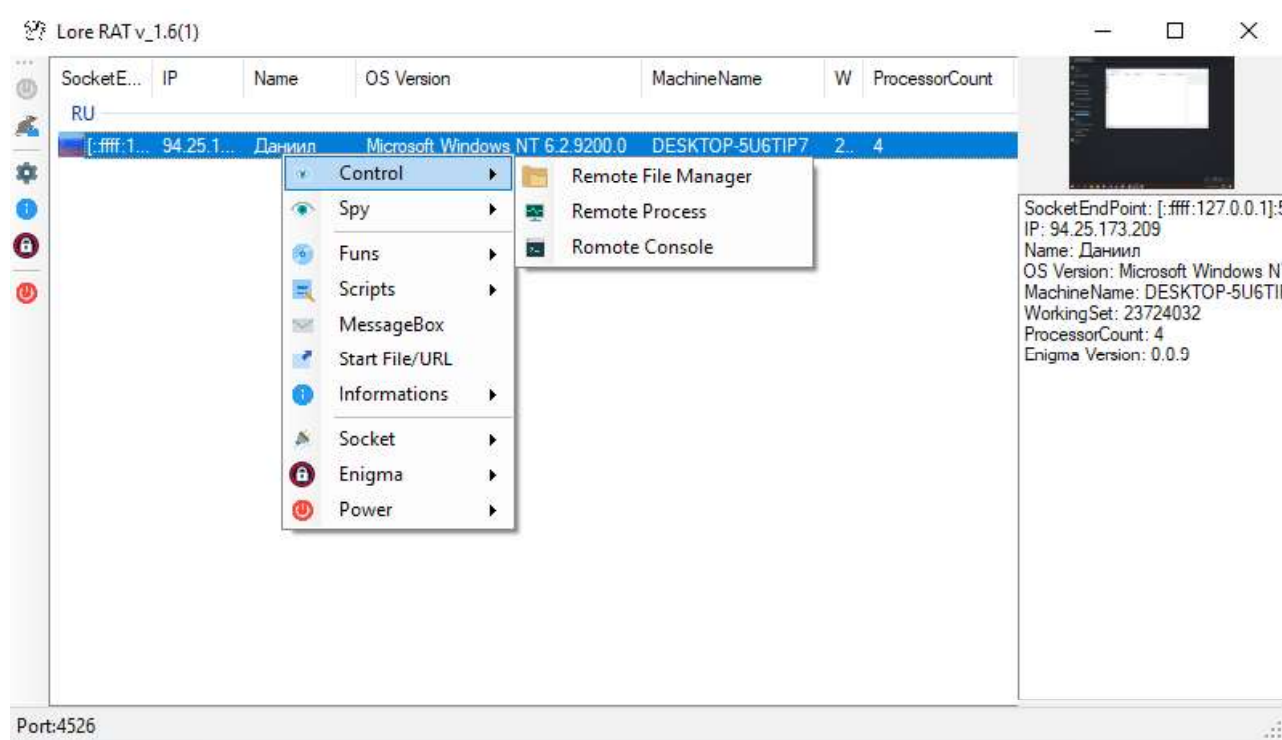 Lore RAT v_1.6(1)
SocketE... IP Name OS Version MachineName W ProcessorCount
RU
[::ffff:1... 94.25.1... Даниил Microsoft Windows NT 6.2.9200.0 DESKTOP-5U6TIP7 2... 4
Control
Spy
Funs
Scripts
MessageBox
Start File/URL
Informations
Socket
Enigma
Power
Remote File Manager
Remote Process
Romote Console
SocketEndPoint: [::ffff:127.0.0.1]:5
IP: 94.25.173.209
Name: Даниил
OS Version: Microsoft Windows N
MachineName: DESKTOP-5U6TI
WorkingSet: 23724032
ProcessorCount: 4
Enigma Version: 0.0.9
Port:4526